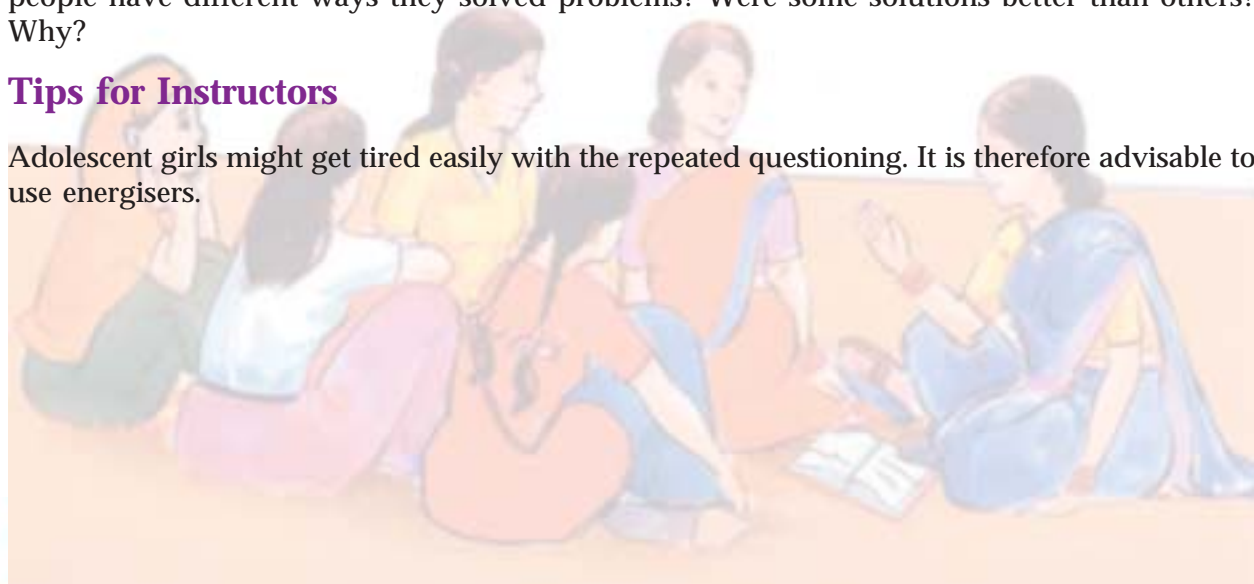 people have different ways they solved problems? Were some solutions better than others?
Why?
Tips for Instructors
Adolescent girls might get tired easily with the repeated questioning. It is therefore advisable to
use energisers.